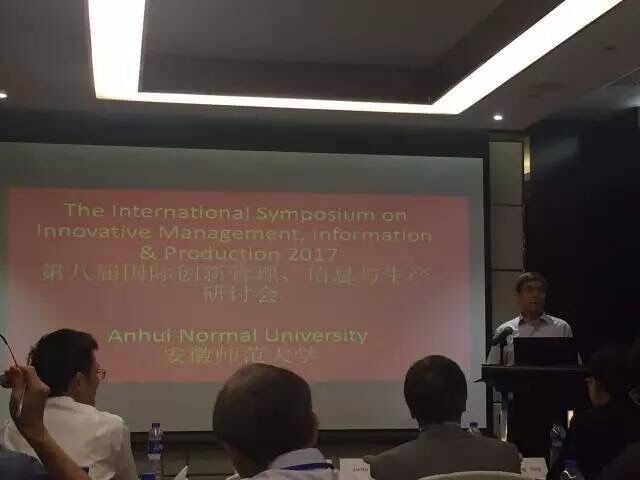 The International Symposium on
Innovative Management, Information
& Production 2017
第八届国际创新管理、信息与生产
研讨会
Anhui Normal University
安徽师范大学